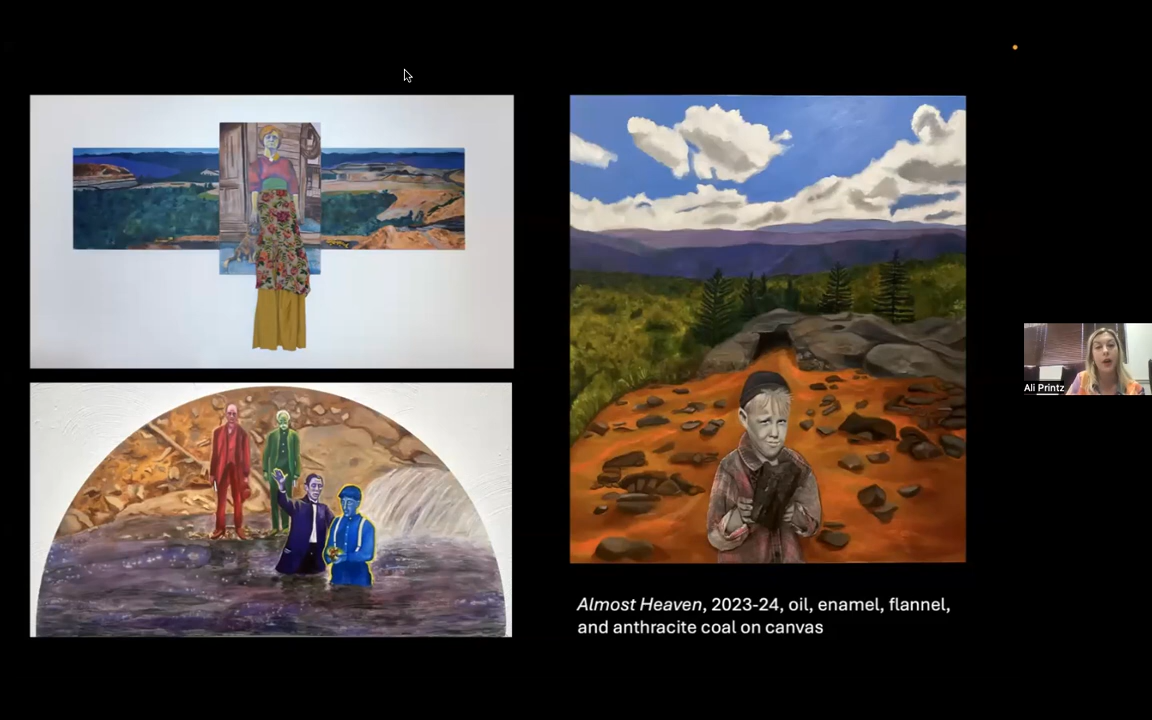 Almost Heaven, 2023-24, oil, enamel, flannel,
and anthracite coal on canvas
Ali Printz